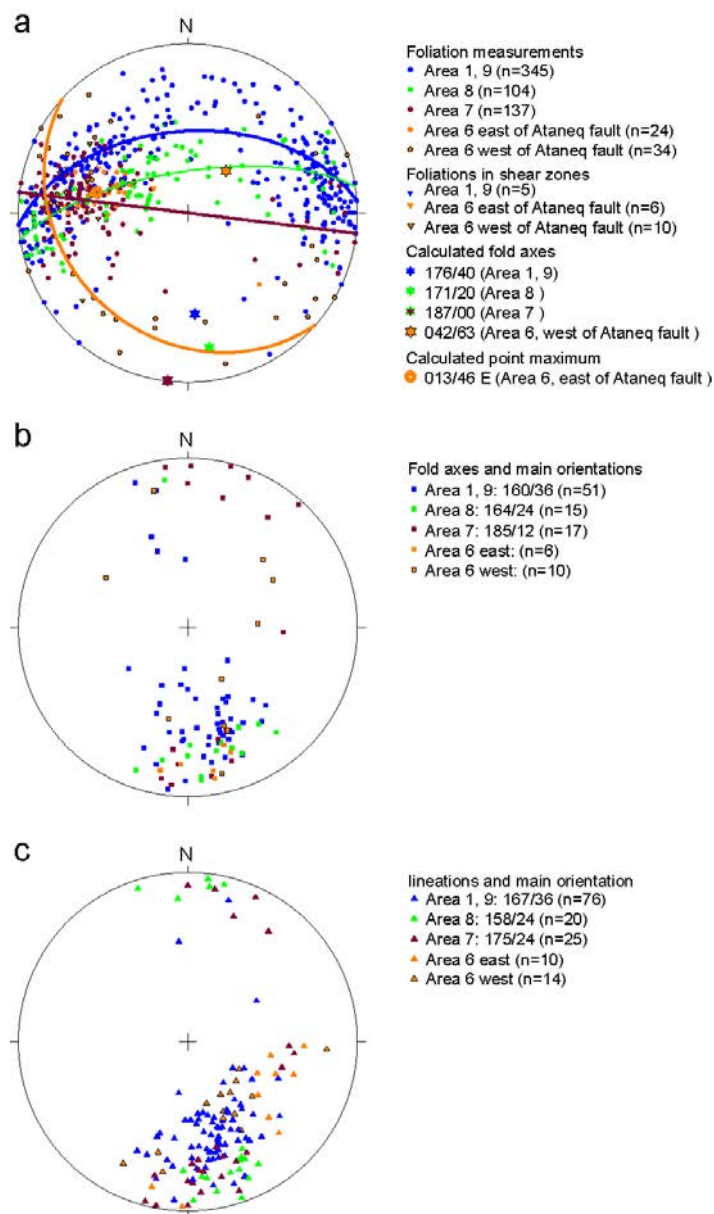 a
N
Foliation measurements
Area 1, 9 (n=345)
Area 8 (n=104)
Area 7 (n=137)
Area 6 east of Ataneq fault (n=24)
Area 6 west of Ataneq fault (n=34)
Foliations in shear zones
Area 1, 9 (n=5)
Area 6 east of Ataneq fault (n=6)
Area 6 west of Ataneq fault (n=10)
Calculated fold axes
176/40 (Area 1, 9)
171/20 (Area 8 )
187/00 (Area 7)
042/63 (Area 6, west of Ataneq fault )
Calculated point maximum
013/46 E (Area 6, east of Ataneq fault )
b
N
Fold axes and main orientations
Area 1, 9: 160/36 (n=51)
Area 8: 164/24 (n=15)
Area 7: 185/12 (n=17)
Area 6 east: (n=6)
Area 6 west: (n=10)
c
N
lineations and main orientation
Area 1, 9: 167/36 (n=76)
Area 8: 158/24 (n=20)
Area 7: 175/24 (n=25)
Area 6 east (n=10)
Area 6 west (n=14)